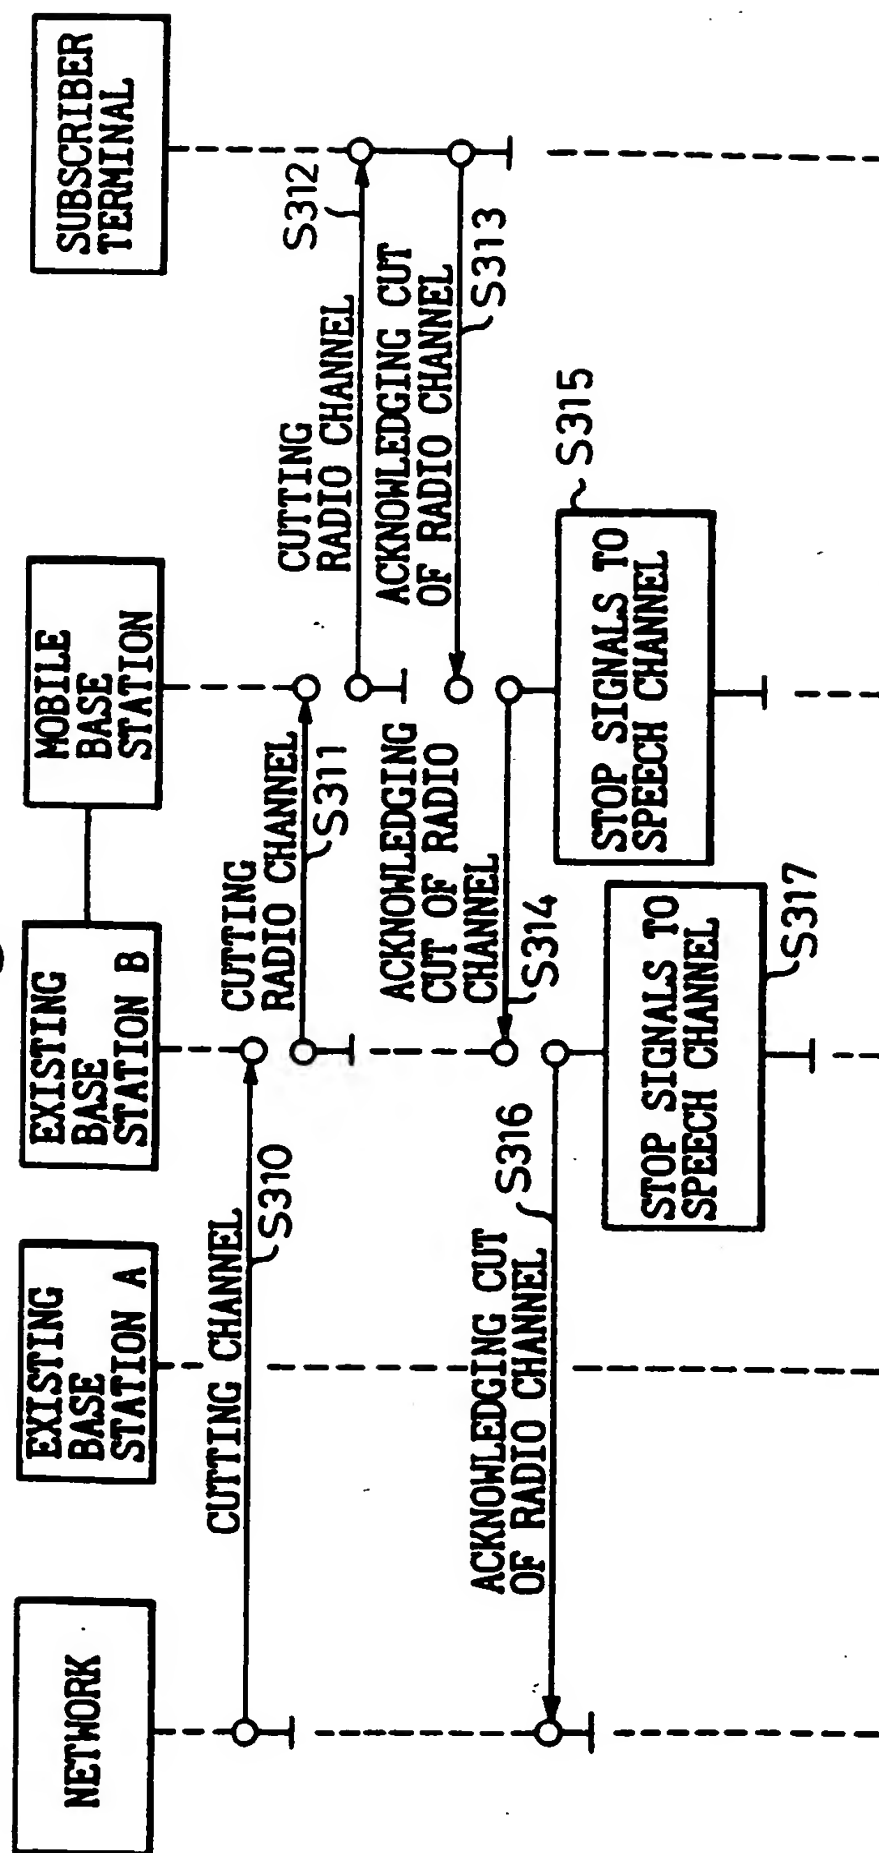 NETWORK
EXISTING
BASE
STATION A
EXISTING
BASE
STATION B
MOBILE
BASE
STATION
SUBSCRIBER
TERMINAL
CUTTING CHANNEL
S310
CUTTING
RADIO CHANNEL
S311
CUTTING
RADIO CHANNEL
S312
ACKNOWLEDGING CUT
OF RADIO CHANNEL
S313
ACKNOWLEDGING
CUT OF RADIO
CHANNEL
S314
STOP SIGNALS TO
SPEECH CHANNEL
S315
ACKNOWLEDGING CUT
OF RADIO CHANNEL
S316
STOP SIGNALS TO
SPEECH CHANNEL
S317